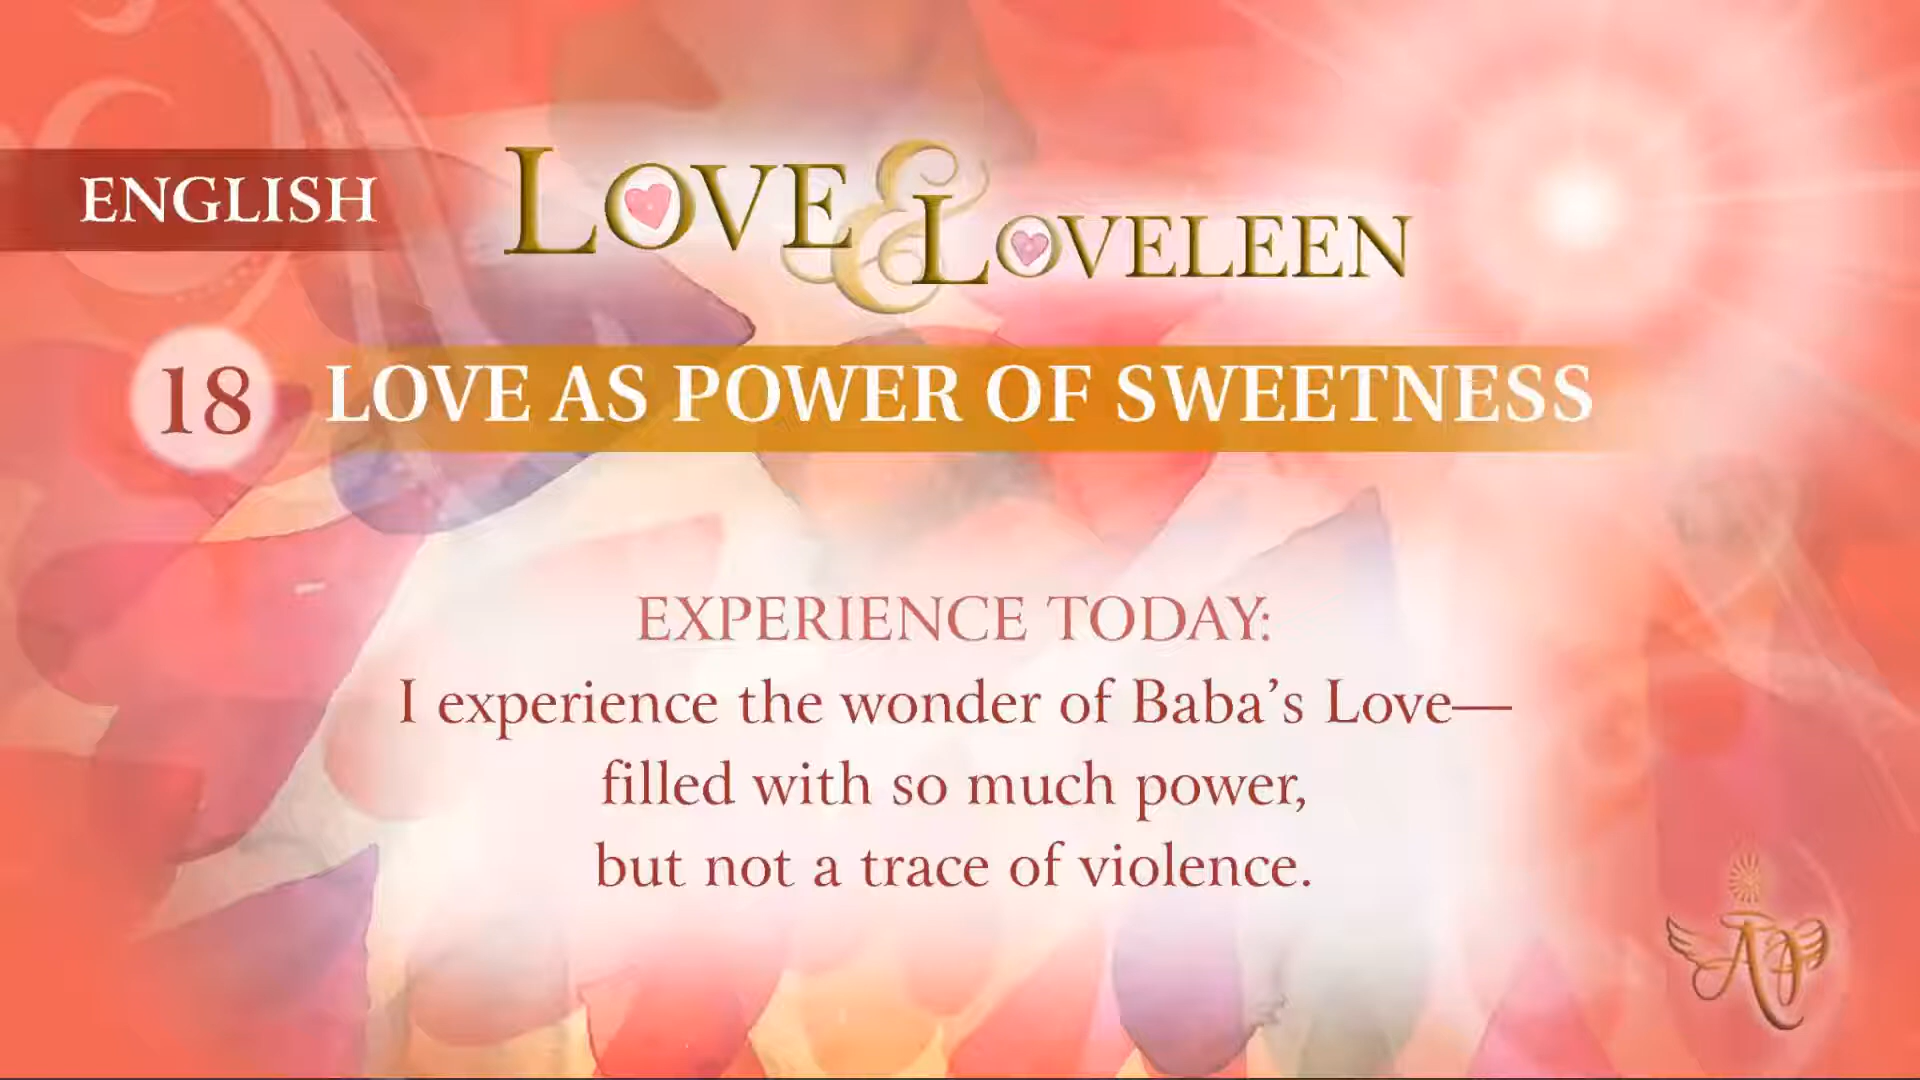 ENGLISH
LOVE & LOVELEEN
18 LOVE AS POWER OF SWEETNESS
EXPERIENCE TODAY:
I experience the wonder of Baba’s Love—
filled with so much power,
but not a trace of violence.